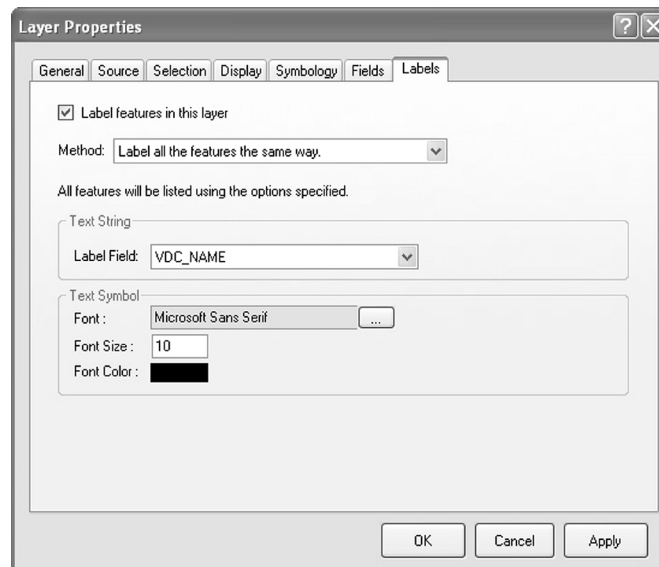 Layer Properties
?
General Source Selection Display Symbology Fields Labels
Label features in this layer
Method: Label all the features the same way.
All features will be listed using the options specified.
Text String
Label Field: VDC_NAME
Text Symbol
Font : Microsoft Sans Serif ...
Font Size : 10
Font Color :
OK Cancel Apply